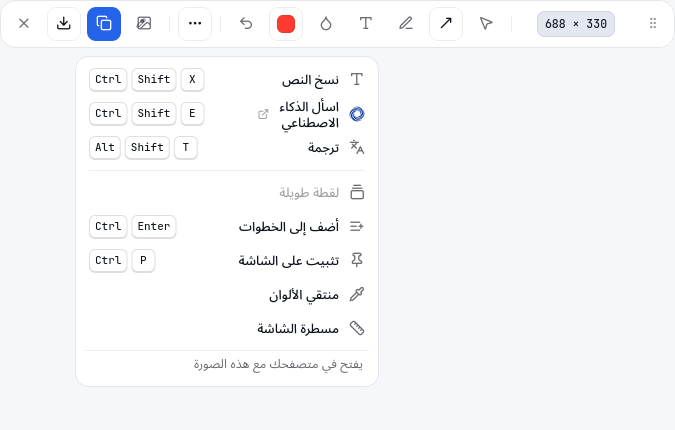 688 × 330
نسخ النص Ctrl Shift X
اسأل الذكاء
الاصطناعي Ctrl Shift E
ترجمة Alt Shift T
لقطة طويلة
أضف إلى الخطوات Ctrl Enter
تثبيت على الشاشة Ctrl P
منتقي الألوان
مسطرة الشاشة
يفتح في متصفحك مع هذه الصورة